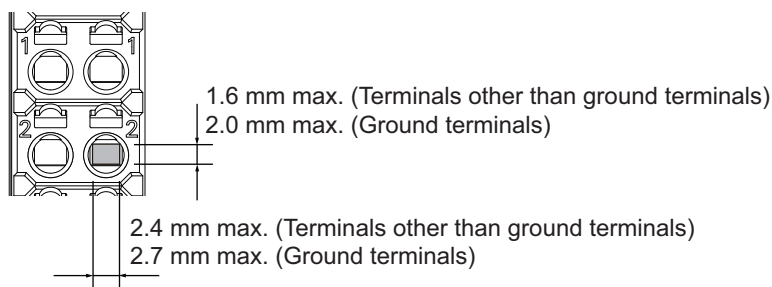 1 1
1.6 mm max. (Terminals other than ground terminals)
2.0 mm max. (Ground terminals)
2 2
2.4 mm max. (Terminals other than ground terminals)
2.7 mm max. (Ground terminals)